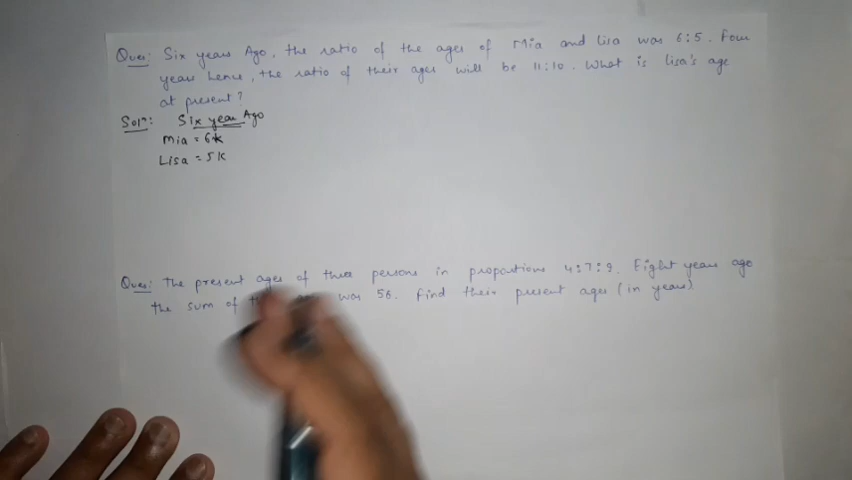 Ques: Six years Ago, the ratio of the ages of Mia and Lisa was 6:5. Four
years hence, the ratio of their ages will be 11:10. What is Lisa's age
at present?
Solⁿ: Six year Ago
Mia = 6k
Lisa = 5k
Ques: The present ages of three persons in proportions 4:7:9. Eight years ago
the sum of was 56. Find their present ages (in years)